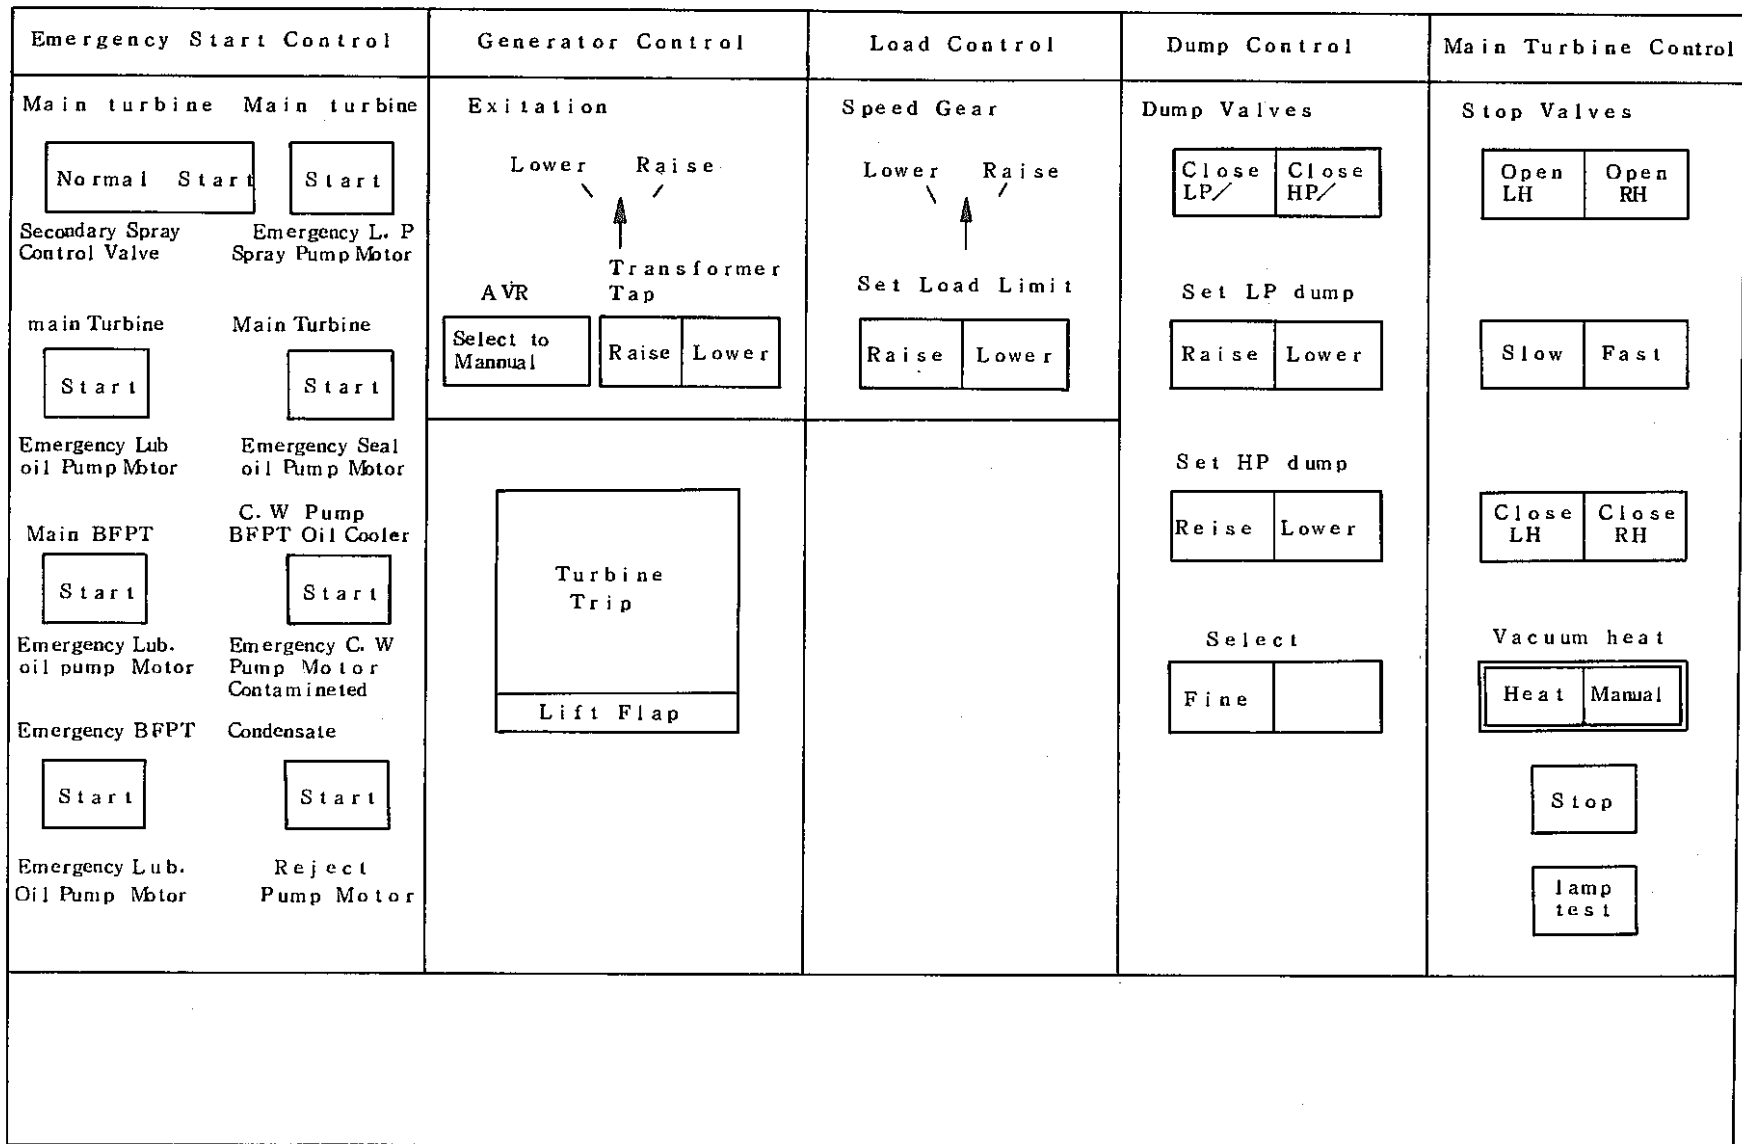 Emergency Start Control
Main turbine Main turbine
Normal Start Start
Secondary Spray
Control Valve
Emergency L. P
Spray Pump Motor
main Turbine
Main Turbine
Start
Start
Emergency Lub
oil Pump Motor
Emergency Seal
oil Pump Motor
Main BFPT
C. W Pump
BFPT Oil Cooler
Start
Start
Emergency Lub.
oil pump Motor
Emergency C. W
Pump Motor
Contamineted
Emergency BFPT
Condensate
Start
Start
Emergency Lub.
Oil Pump Motor
Reject
Pump Motor
Generator Control
Exitation
Lower Raise
AVR
Transformer
Tap
Select to
Mannual
Raise Lower
Turbine
Trip
Lift Flap
Load Control
Speed Gear
Lower Raise
Set Load Limit
Raise Lower
Dump Control
Dump Valves
Close
LP/
Close
HP/
Set LP dump
Raise Lower
Set HP dump
Reise Lower
Select
Fine
Main Turbine Control
Stop Valves
Open
LH
Open
RH
Slow Fast
Close
LH
Close
RH
Vacuum heat
Heat Manual
Stop
lamp
test